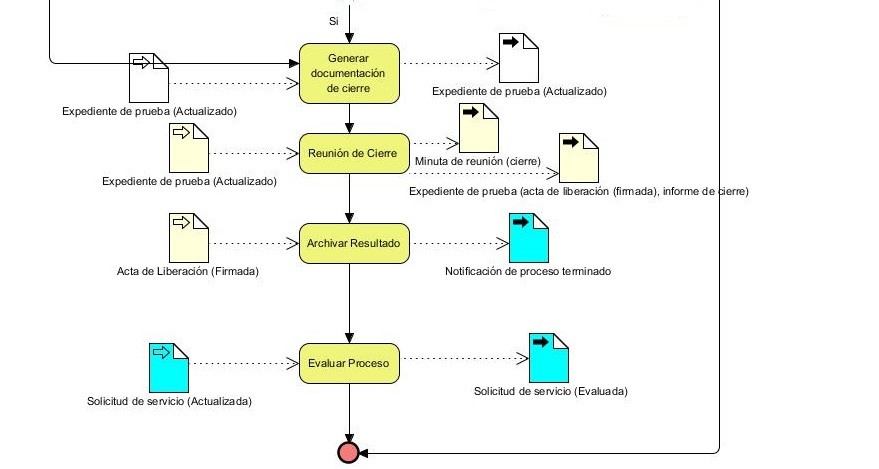 Si
Generar
documentación
de cierre
Expediente de prueba (Actualizado)
Expediente de prueba (Actualizado)
Reunión de Cierre
Minuta de reunión (cierre)
Expediente de prueba (Actualizado)
Expediente de prueba (acta de liberación (firmada), informe de cierre)
Archivar Resultado
Acta de Liberación (Firmada)
Notificación de proceso terminado
Evaluar Proceso
Solicitud de servicio (Actualizada)
Solicitud de servicio (Evaluada)